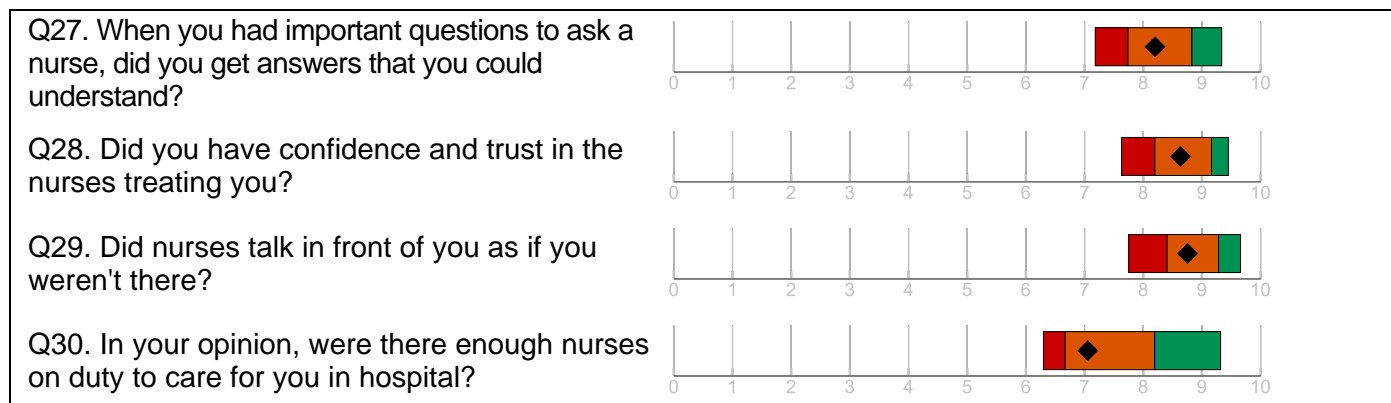 Q27. When you had important questions to ask a
nurse, did you get answers that you could
understand?
0 1 2 3 4 5 6 7 8 9 10
Q28. Did you have confidence and trust in the
nurses treating you?
0 1 2 3 4 5 6 7 8 9 10
Q29. Did nurses talk in front of you as if you
weren't there?
0 1 2 3 4 5 6 7 8 9 10
Q30. In your opinion, were there enough nurses
on duty to care for you in hospital?
0 1 2 3 4 5 6 7 8 9 10